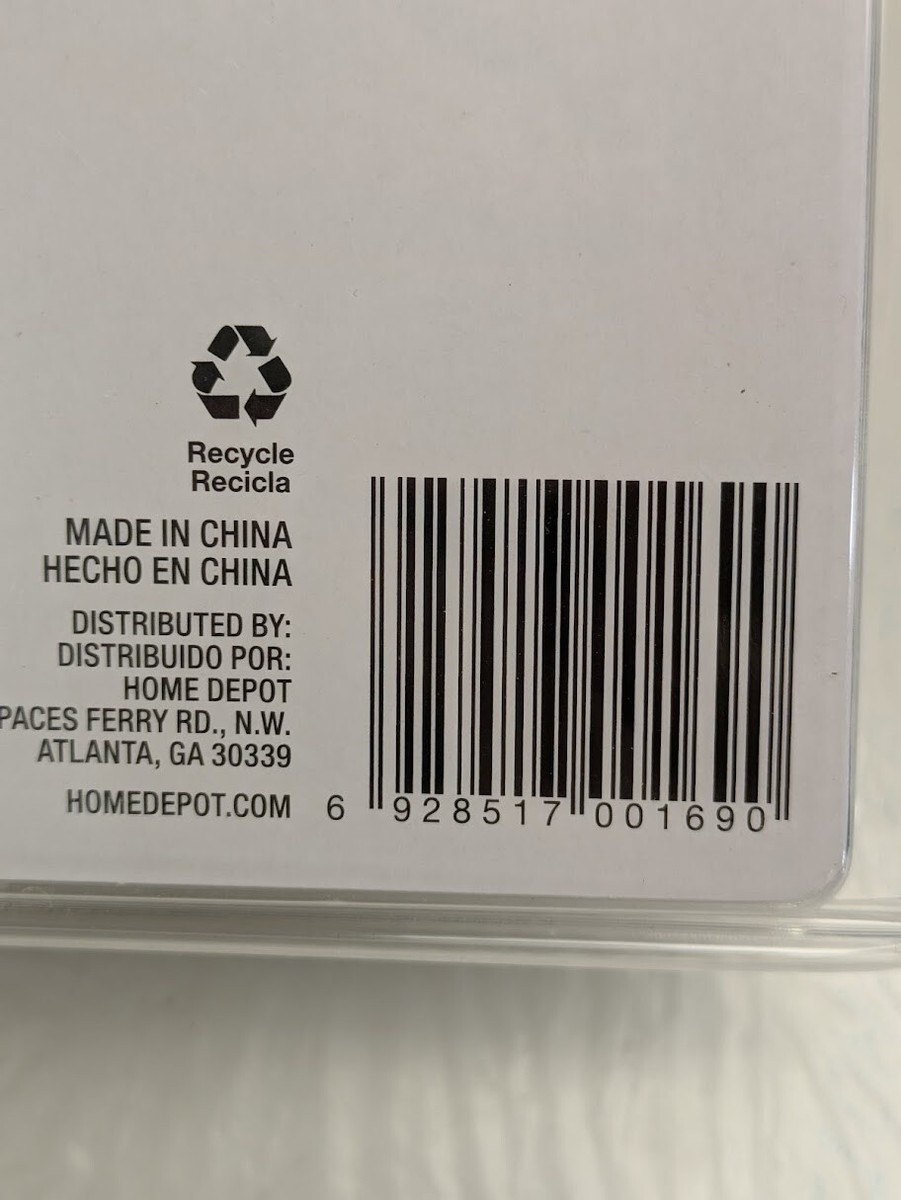 Recycle
Recicla
MADE IN CHINA
HECHO EN CHINA
DISTRIBUTED BY:
DISTRIBUIDO POR:
HOME DEPOT
PACES FERRY RD., N.W.
ATLANTA, GA 30339
HOMEDEPOT.COM
6 928517 001690